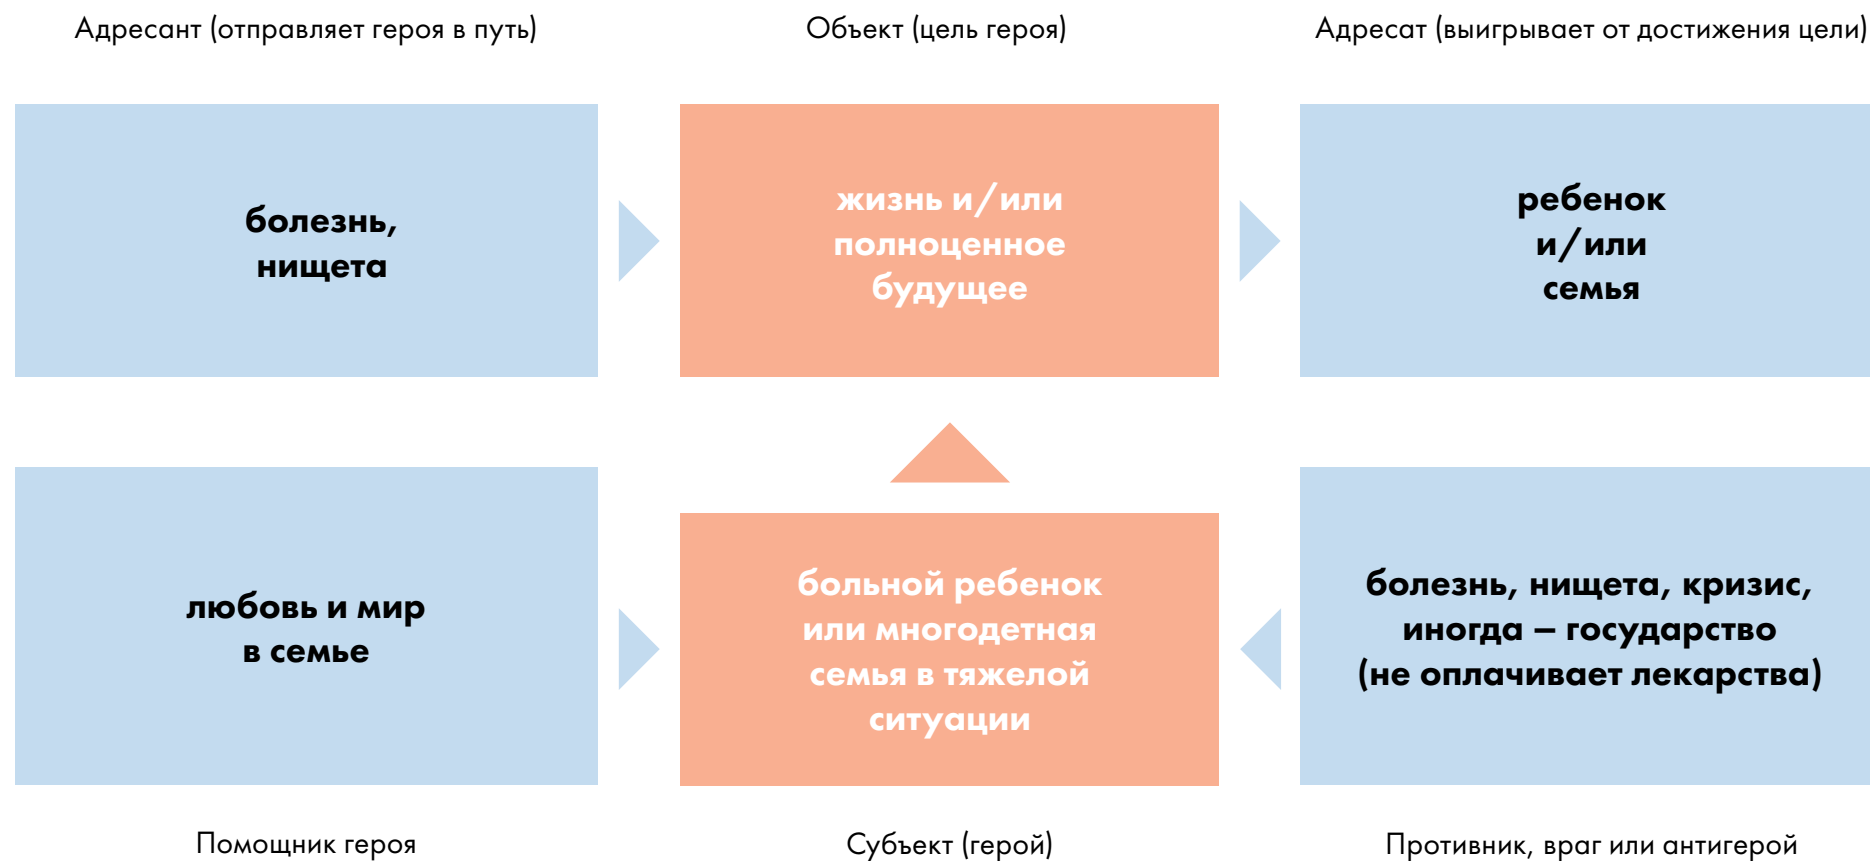 Адресант (отправляет героя в путь)
Объект (цель героя)
Адресат (выигрывает от достижения цели)
болезнь,
нищета
жизнь и/или
полноценное
будущее
ребенок
и/или
семья
любовь и мир
в семье
больной ребенок
или многодетная
семья в тяжелой
ситуации
болезнь, нищета, кризис,
иногда – государство
(не оплачивает лекарства)
Помощник героя
Субъект (герой)
Противник, враг или антигерой